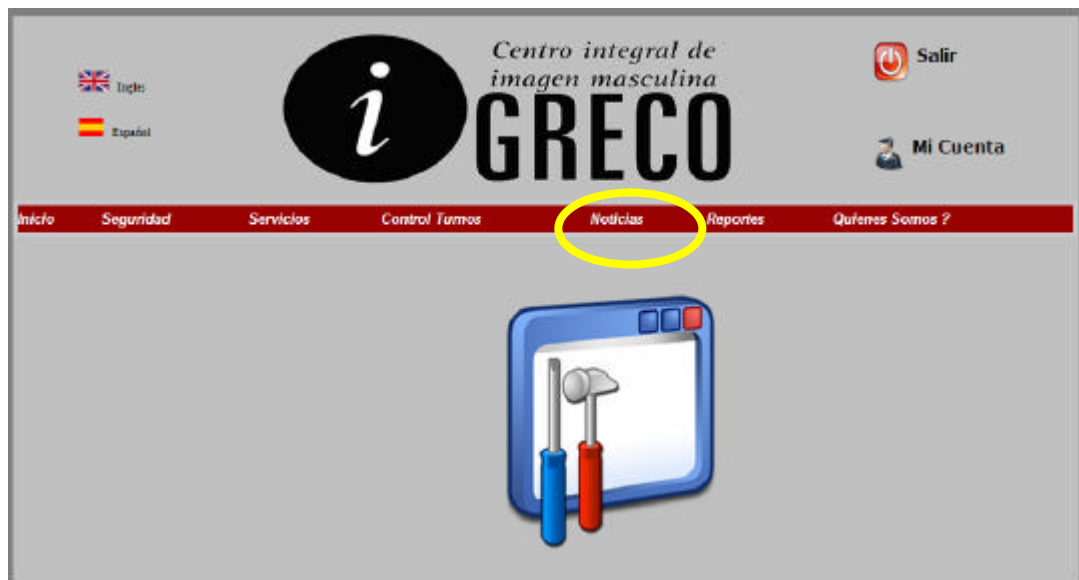 Ingles
Español
i
Centro integral de
imagen masculina
GRECO
Salir
Mi Cuenta
Inicio Seguridad Servicios Control Turnos Noticias Reportes Quienes Somos ?